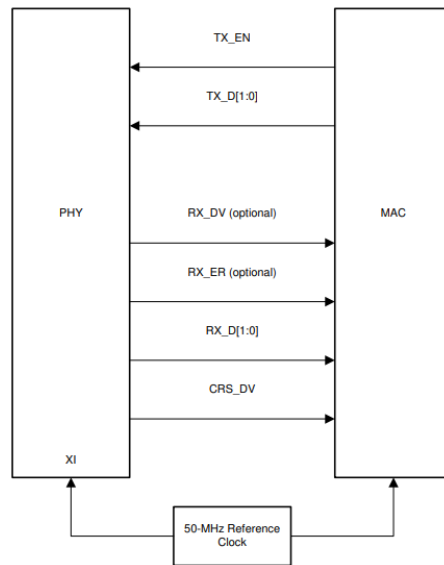 TX_EN
TX_D[1:0]
PHY
RX_DV (optional)
MAC
RX_ER (optional)
RX_D[1:0]
CRS_DV
XI
50-MHz Reference
Clock